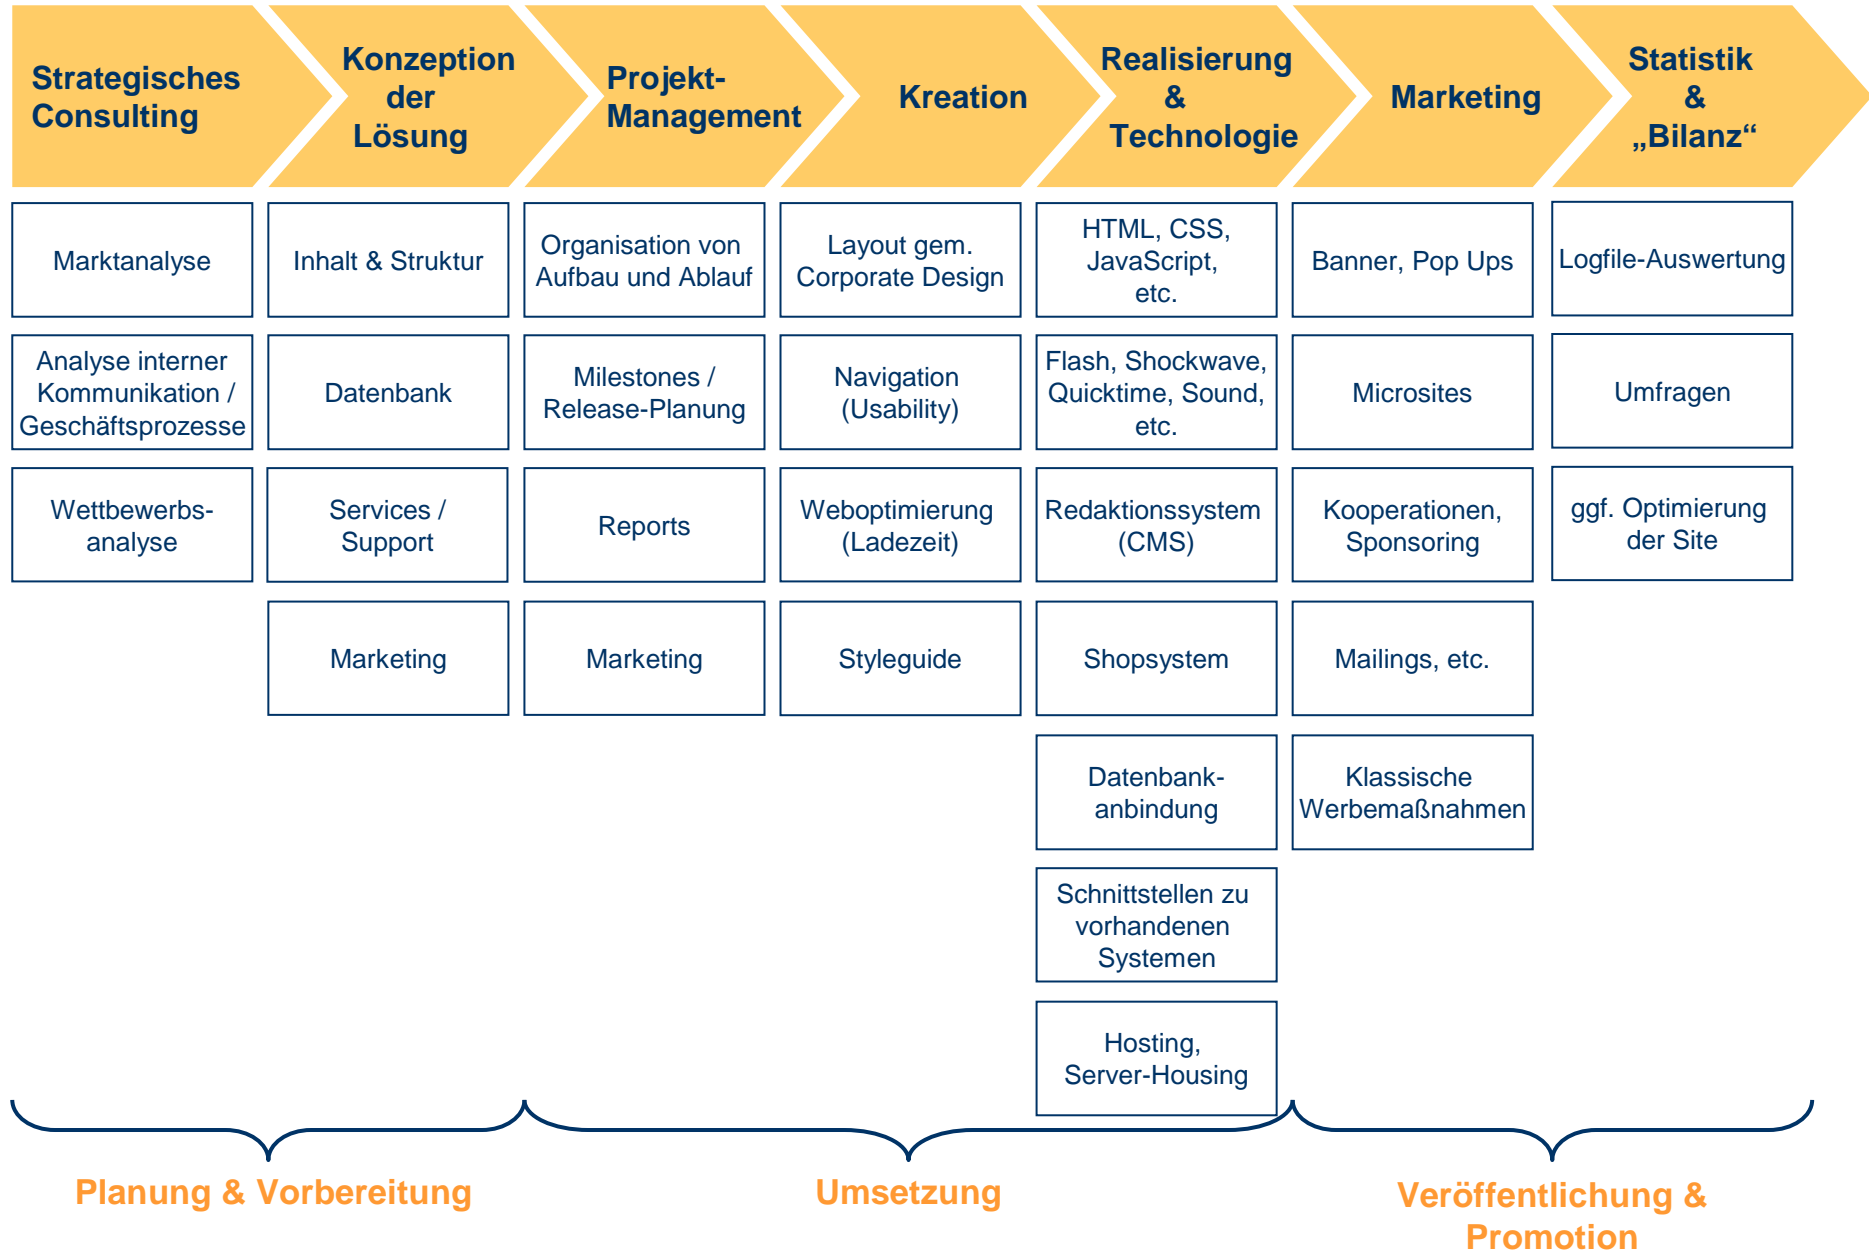 Strategisches
Consulting
Konzeption
der
Lösung
Projekt-
Management
Kreation
Realisierung
&
Technologie
Marketing
Statistik
&
„Bilanz“
Marktanalyse
Analyse interner
Kommunikation /
Geschäftsprozesse
Wettbewerbs-
analyse
Inhalt & Struktur
Datenbank
Services /
Support
Marketing
Organisation von
Aufbau und Ablauf
Milestones /
Release-Planung
Reports
Marketing
Layout gem.
Corporate Design
Navigation
(Usability)
Weboptimierung
(Ladezeit)
Styleguide
HTML, CSS,
JavaScript,
etc.
Flash, Shockwave,
Quicktime, Sound,
etc.
Redaktionssystem
(CMS)
Shopsystem
Datenbank-
anbindung
Schnittstellen zu
vorhandenen
Systemen
Hosting,
Server-Housing
Banner, Pop Ups
Microsites
Kooperationen,
Sponsoring
Mailings, etc.
Klassische
Werbemaßnahmen
Logfile-Auswertung
Umfragen
ggf. Optimierung
der Site
Planung & Vorbereitung
Umsetzung
Veröffentlichung &
Promotion